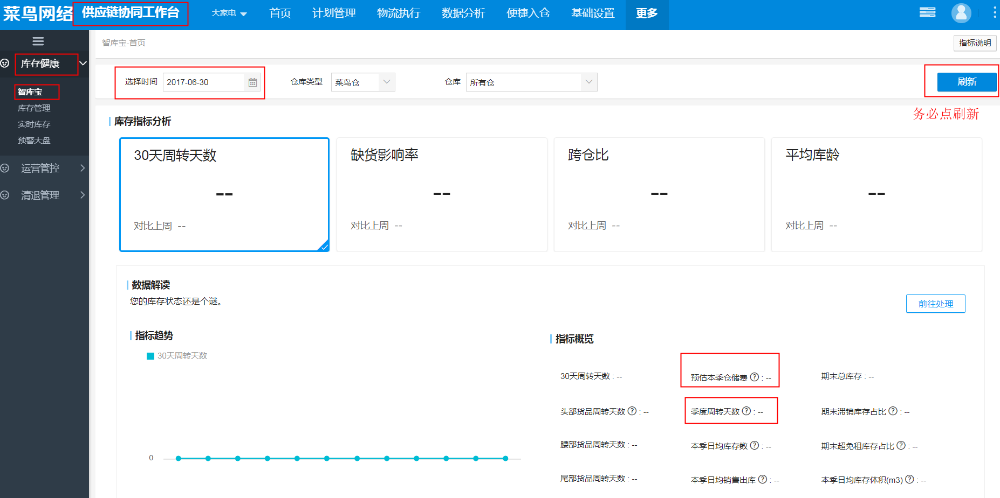 菜鸟网络 供应链协同工作台 大家电 首页 计划管理 物流执行 数据分析 便捷入仓 基础设置 更多
智库宝-首页 指标说明
库存健康
智库宝
库存管理
实时库存
预警大盘
运营管控
清退管理
选择时间 2017-06-30 仓库类型 菜鸟仓 仓库 所有仓 刷新
务必点刷新
库存指标分析
30天周转天数 缺货影响率 跨仓比 平均库龄
-- -- -- --
对比上周 -- 对比上周 -- 对比上周 -- 对比上周 --
数据解读
您的库存状态还是个谜。
前往处理
指标趋势
30天周转天数
0
指标概览
30天周转天数 : -- 预估本季仓储费 ? : -- 期末总库存 : --
头部货品周转天数 ? : -- 季度周转天数 ? : -- 期末滞销库存占比 ? : --
腰部货品周转天数 : -- 本季日均库存数 ? : -- 期末超免租库存占比 ? : --
尾部货品周转天数 : -- 本季日均销售出库 ? : -- 本季日均库存体积(m3) ? : --